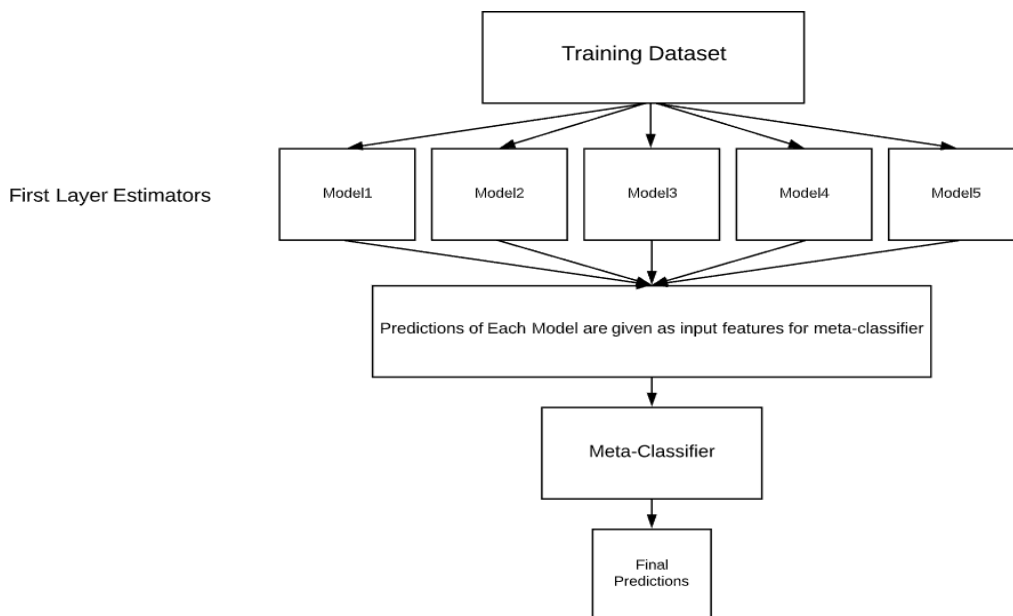 Training Dataset
First Layer Estimators
Model1
Model2
Model3
Model4
Model5
Predictions of Each Model are given as input features for meta-classifier
Meta-Classifier
Final
Predictions